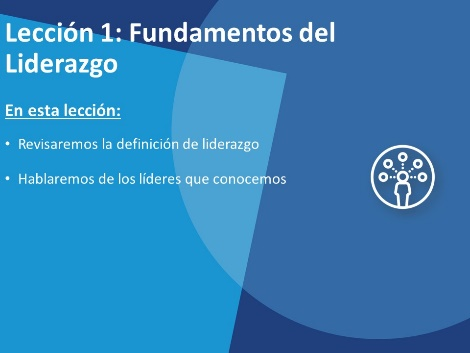 Lección 1: Fundamentos del
Liderazgo
En esta lección:
• Revisaremos la definición de liderazgo
• Hablaremos de los líderes que conocemos